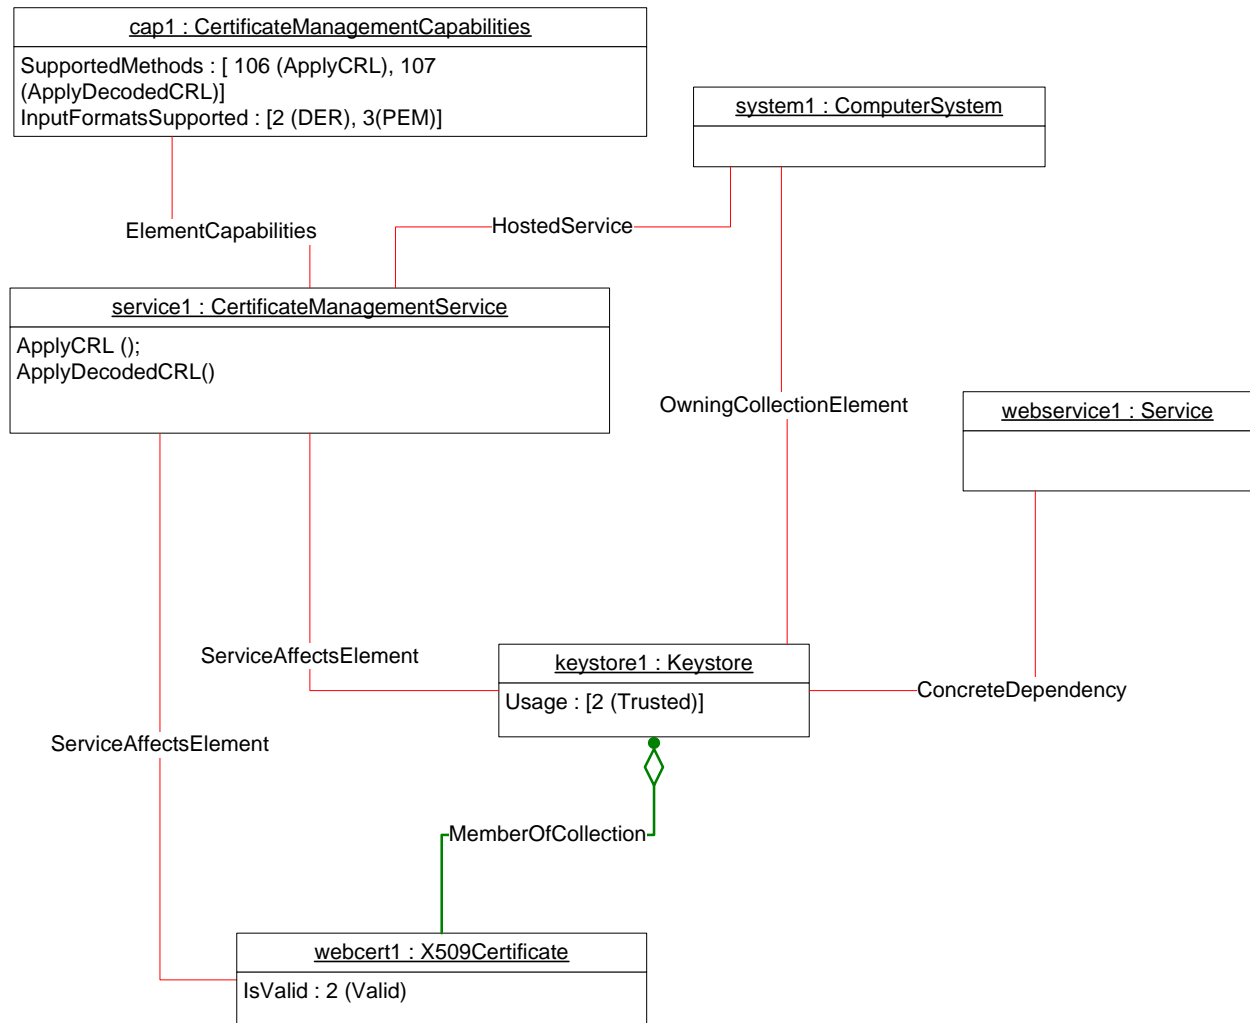 cap1 : CertificateManagementCapabilities
SupportedMethods : [ 106 (ApplyCRL), 107
(ApplyDecodedCRL)]
InputFormatsSupported : [2 (DER), 3(PEM)]
system1 : ComputerSystem
ElementCapabilities
HostedService
service1 : CertificateManagementService
ApplyCRL ();
ApplyDecodedCRL()
OwningCollectionElement
webservice1 : Service
ServiceAffectsElement
keystore1 : Keystore
Usage : [2 (Trusted)]
ConcreteDependency
ServiceAffectsElement
MemberOfCollection
webcert1 : X509Certificate
IsValid : 2 (Valid)